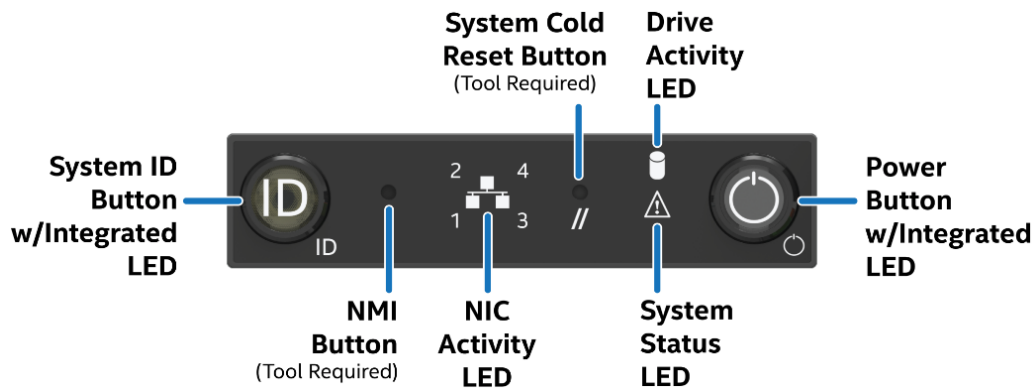 System Cold
Reset Button
(Tool Required)
Drive
Activity
LED
System ID
Button
w/Integrated
LED
ID
ID
2 4
1 3
//
Power
Button
w/Integrated
LED
NMI
Button
(Tool Required)
NIC
Activity
LED
System
Status
LED